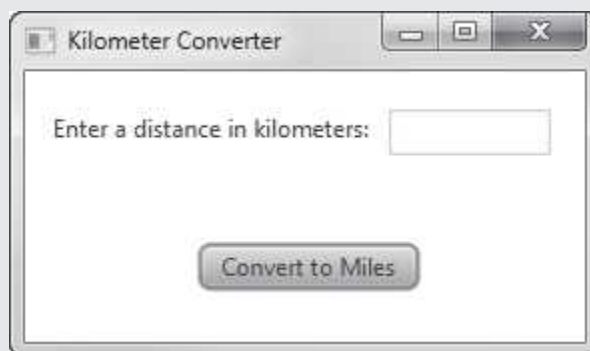 Kilometer Converter
Enter a distance in kilometers:
Convert to Miles